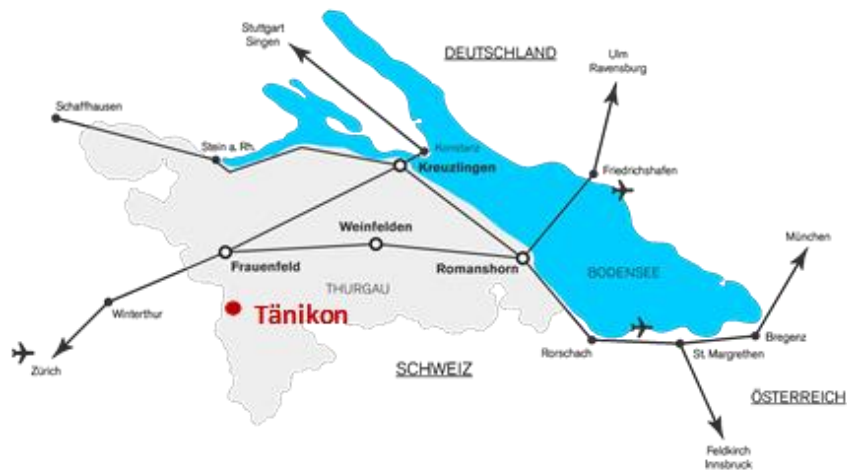 Stuttgart
Singen
DEUTSCHLAND
Ulm
Ravensburg
Schaffhausen
Stein a. Rh.
Konstanz
Kreuzlingen
Friedrichshafen
Weinfelden
München
Frauenfeld
Romanshorn
BODENSEE
THURGAU
Tänikon
Winterthur
Zürich
SCHWEIZ
Rorschach
St. Margrethen
Bregenz
ÖSTERREICH
Feldkirch
Innsbruck